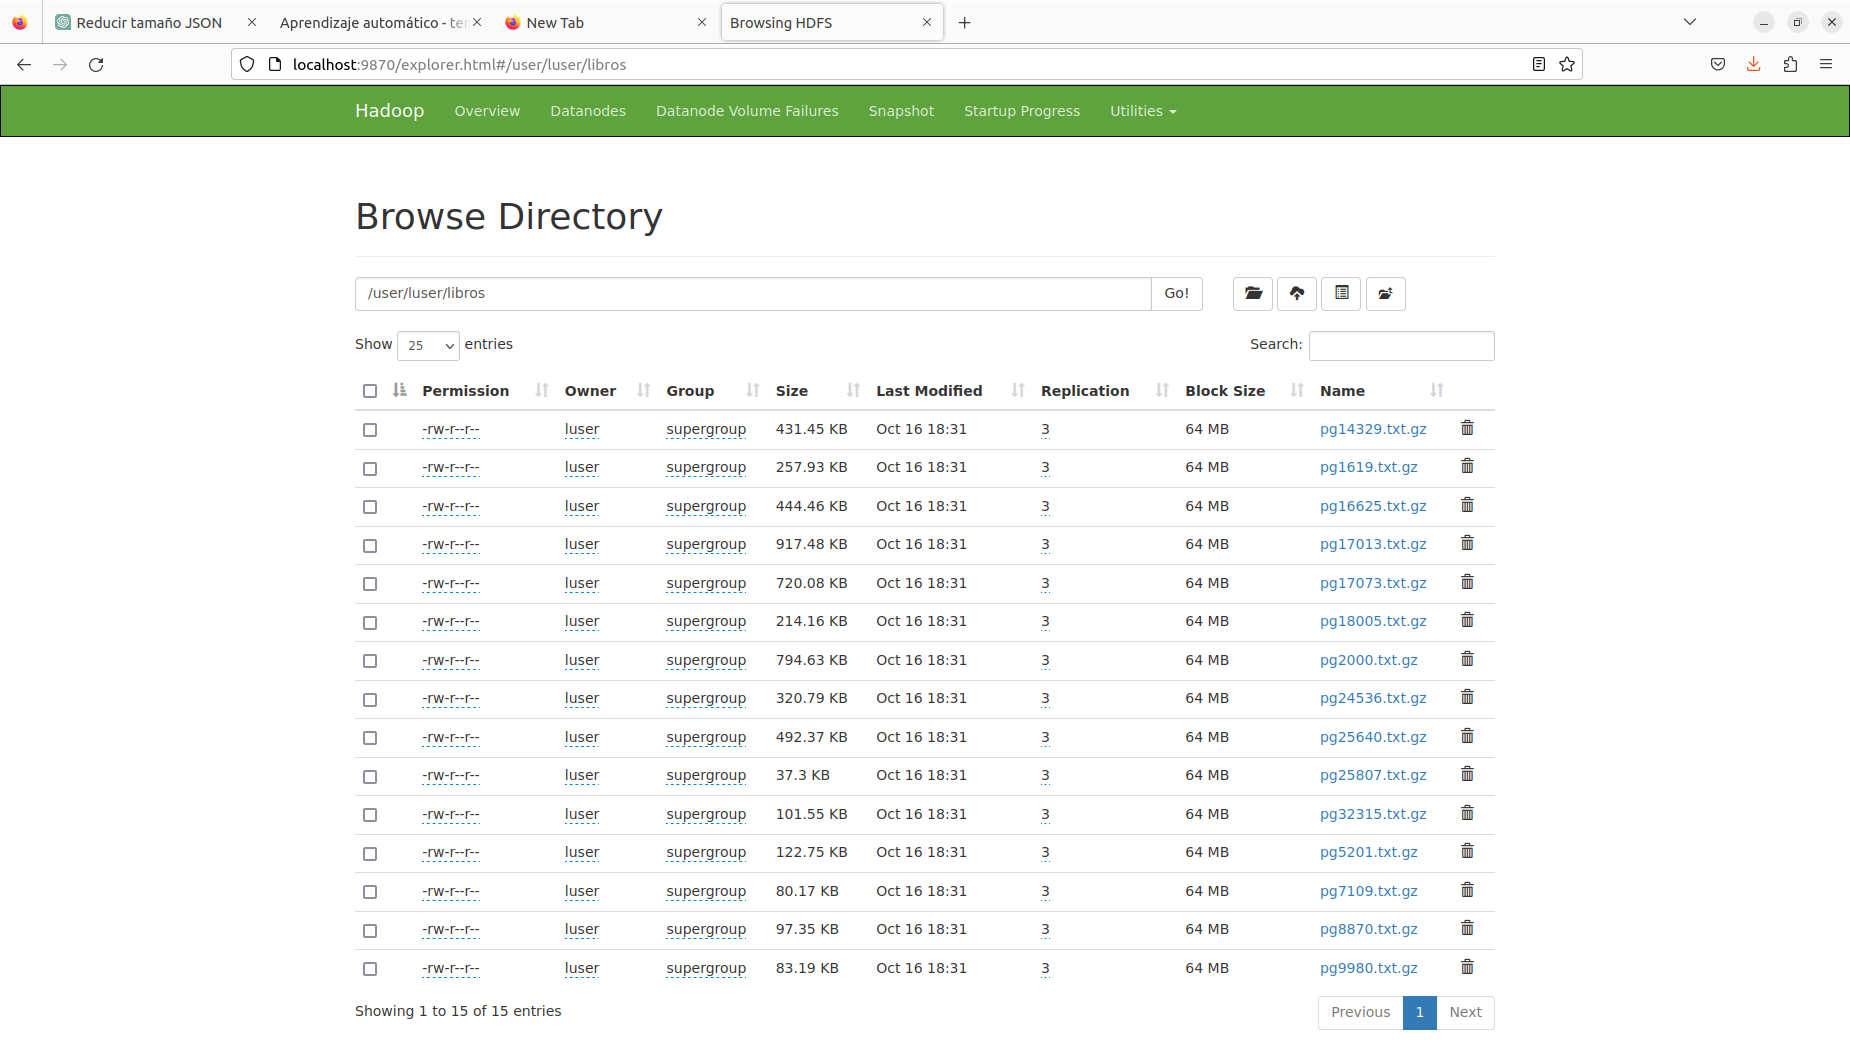 Reducir tamaño JSON
Aprendizaje automático - te
New Tab
Browsing HDFS
localhost:9870/explorer.html#/user/luser/libros
Hadoop Overview Datanodes Datanode Volume Failures Snapshot Startup Progress Utilities
Browse Directory
/user/luser/libros Go!
Show 25 entries Search:
Permission Owner Group Size Last Modified Replication Block Size Name
-rw-r--r-- luser supergroup 431.45 KB Oct 16 18:31 3 64 MB pg14329.txt.gz
-rw-r--r-- luser supergroup 257.93 KB Oct 16 18:31 3 64 MB pg1619.txt.gz
-rw-r--r-- luser supergroup 444.46 KB Oct 16 18:31 3 64 MB pg16625.txt.gz
-rw-r--r-- luser supergroup 917.48 KB Oct 16 18:31 3 64 MB pg17013.txt.gz
-rw-r--r-- luser supergroup 720.08 KB Oct 16 18:31 3 64 MB pg17073.txt.gz
-rw-r--r-- luser supergroup 214.16 KB Oct 16 18:31 3 64 MB pg18005.txt.gz
-rw-r--r-- luser supergroup 794.63 KB Oct 16 18:31 3 64 MB pg2000.txt.gz
-rw-r--r-- luser supergroup 320.79 KB Oct 16 18:31 3 64 MB pg24536.txt.gz
-rw-r--r-- luser supergroup 492.37 KB Oct 16 18:31 3 64 MB pg25640.txt.gz
-rw-r--r-- luser supergroup 37.3 KB Oct 16 18:31 3 64 MB pg25807.txt.gz
-rw-r--r-- luser supergroup 101.55 KB Oct 16 18:31 3 64 MB pg32315.txt.gz
-rw-r--r-- luser supergroup 122.75 KB Oct 16 18:31 3 64 MB pg5201.txt.gz
-rw-r--r-- luser supergroup 80.17 KB Oct 16 18:31 3 64 MB pg7109.txt.gz
-rw-r--r-- luser supergroup 97.35 KB Oct 16 18:31 3 64 MB pg8870.txt.gz
-rw-r--r-- luser supergroup 83.19 KB Oct 16 18:31 3 64 MB pg9980.txt.gz
Showing 1 to 15 of 15 entries Previous 1 Next